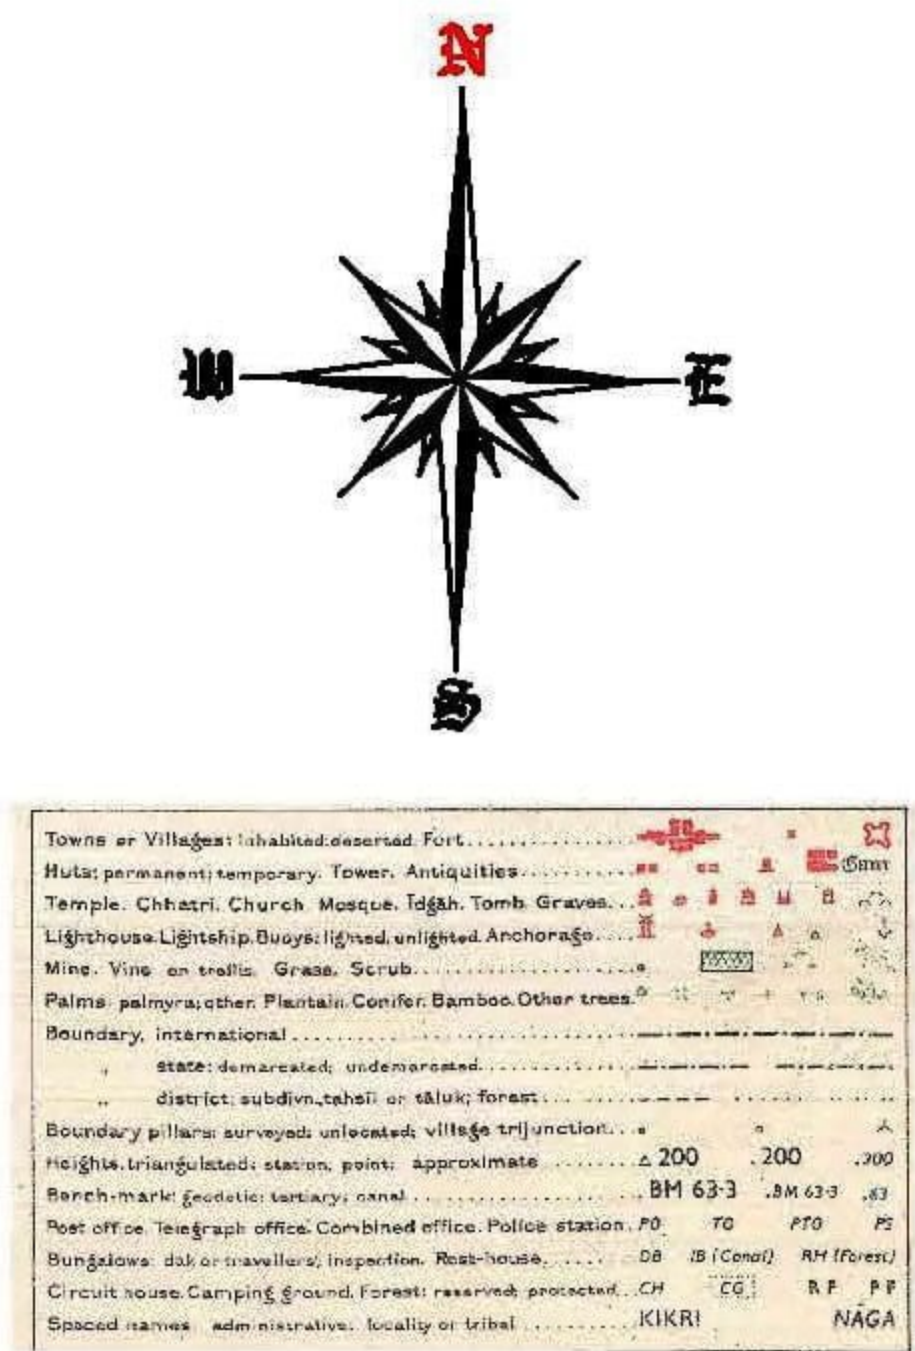 N
W E
S
Towns or Villages: inhabited: deserted. Fort
Huts: permanent; temporary. Tower. Antiquities
Temple. Chhatri. Church. Mosque. Īdgāh. Tomb. Graves
Lighthouse. Lightship. Buoys: lighted, unlighted. Anchorage
Mine. Vine on trellis. Grass. Scrub
Palms: palmyra; other. Plantain. Conifer. Bamboo. Other trees.
Boundary, international
„ state: demarcated; undemarcated
„ district; subdivn., tahsīl or tāluk; forest
Boundary pillars: surveyed; unlocated; village trijunction
Heights, triangulated: station; point; approximate △ 200 .200 .200
Bench-mark: geodetic; tertiary; canal BM 63·3 .BM 63·3 .63
Post office. Telegraph office. Combined office. Police station. PO TO PTO PS
Bungalows: dak or travellers'; inspection. Rest-house DB IB (Canal) RH (Forest)
Circuit house. Camping ground. Forest: reserved; protected CH CG RF PF
Spaced names: administrative; locality or tribal KIKRI NĀGA